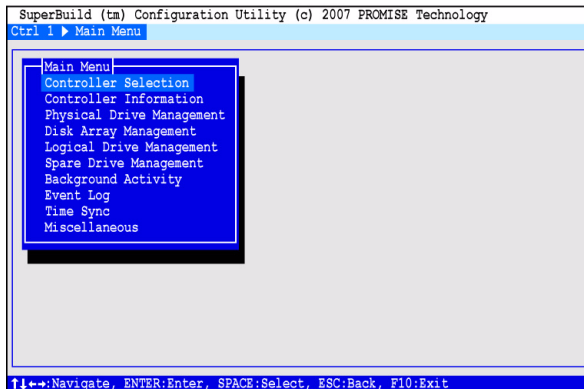 SuperBuild (tm) Configuration Utility (c) 2007 PROMISE Technology
Ctrl 1 ▶ Main Menu
Main Menu
Controller Selection
Controller Information
Physical Drive Management
Disk Array Management
Logical Drive Management
Spare Drive Management
Background Activity
Event Log
Time Sync
Miscellaneous
↑↓←→:Navigate, ENTER:Enter, SPACE:Select, ESC:Back, F10:Exit